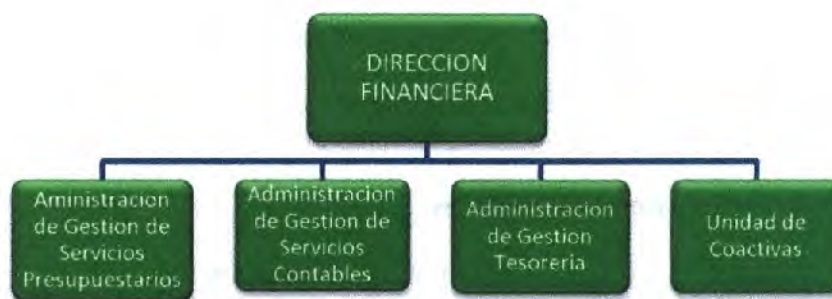 DIRECCION
FINANCIERA
Aministracion
de Gestion de
Servicios
Presupuestarios
Administracion
de Gestion de
Servicios
Contables
Administracion
de Gestion
Tesoreria
Unidad de
Coactivas